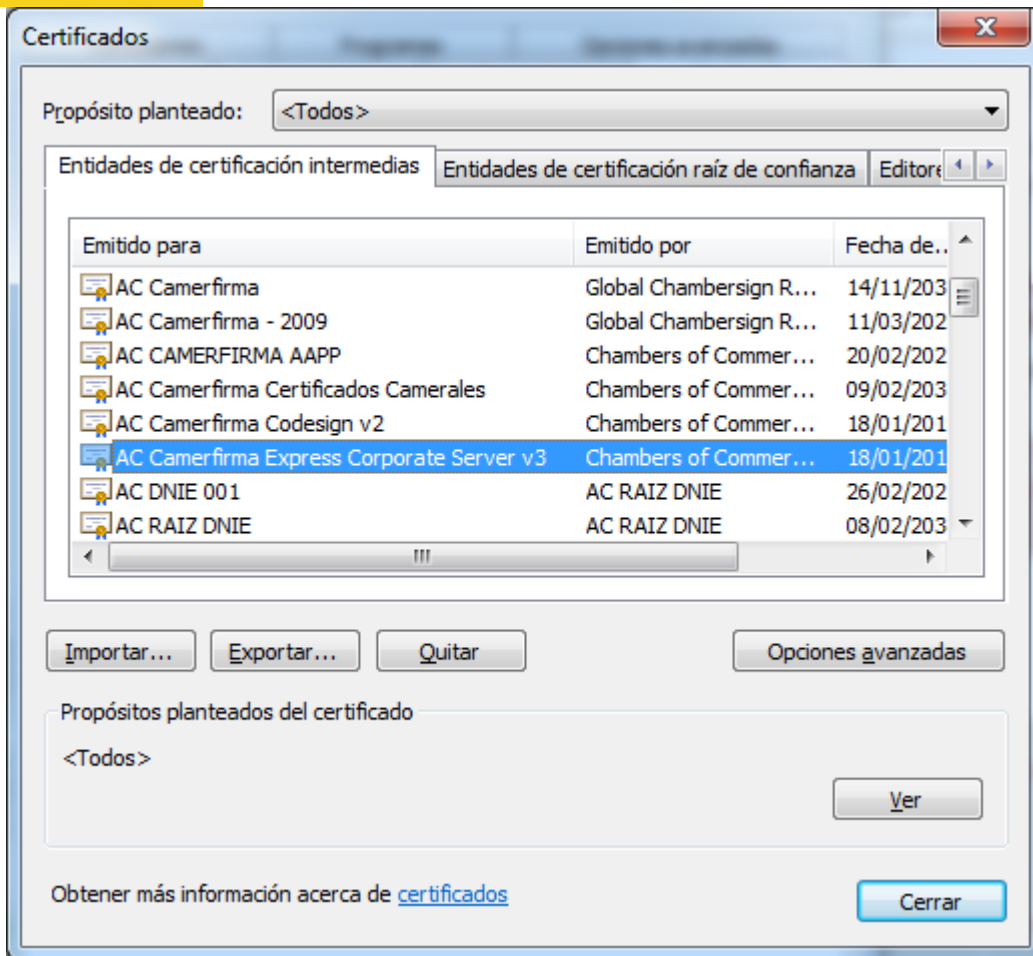 Certificados
Programas Opciones avanzadas
Propósito planteado: <Todos>
Entidades de certificación intermedias Entidades de certificación raíz de confianza Editore
Emitido para Emitido por Fecha de..
AC Camerfirma Global Chambersign R... 14/11/203
AC Camerfirma - 2009 Global Chambersign R... 11/03/202
AC CAMERFIRMA AAPP Chambers of Commer... 20/02/202
AC Camerfirma Certificados Camerales Chambers of Commer... 09/02/203
AC Camerfirma Codesign v2 Chambers of Commer... 18/01/201
AC Camerfirma Express Corporate Server v3 Chambers of Commer... 18/01/201
AC DNIE 001 AC RAIZ DNIE 26/02/202
AC RAIZ DNIE AC RAIZ DNIE 08/02/203
Importar... Exportar... Quitar Opciones avanzadas
Propósitos planteados del certificado
<Todos>
Ver
Obtener más información acerca de certificados
Cerrar